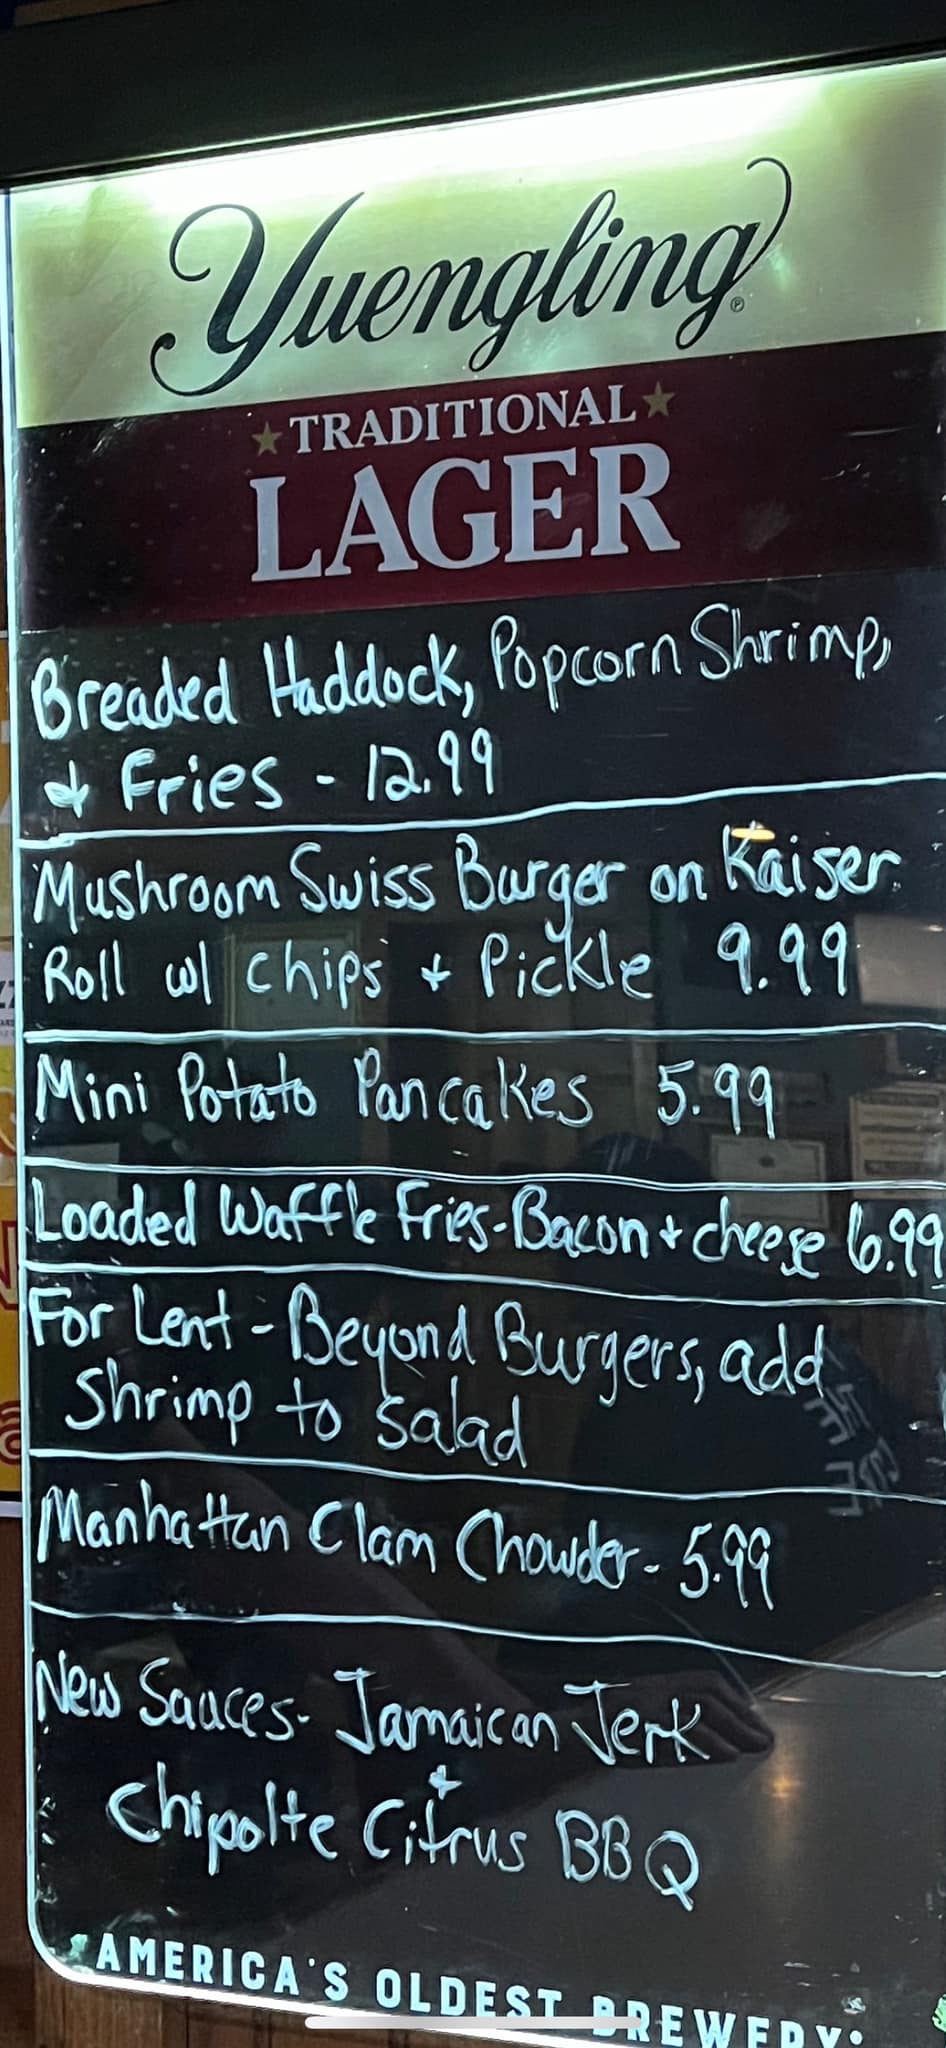 Yuengling
TRADITIONAL
LAGER
Breaded Haddock, Popcorn Shrimp,
+ Fries - 12.99
Mushroom Swiss Burger on Kaiser
Roll w/ Chips + Pickle 9.99
Mini Potato Pancakes 5.99
Loaded Waffle Fries-Bacon + cheese 6.99
For Lent - Beyond Burgers, add
Shrimp to salad
Manhattan Clam Chowder - 5.99
New Sauces - Jamaican Jerk
+
Chipolte Citrus BBQ
AMERICA'S OLDEST BREWERY